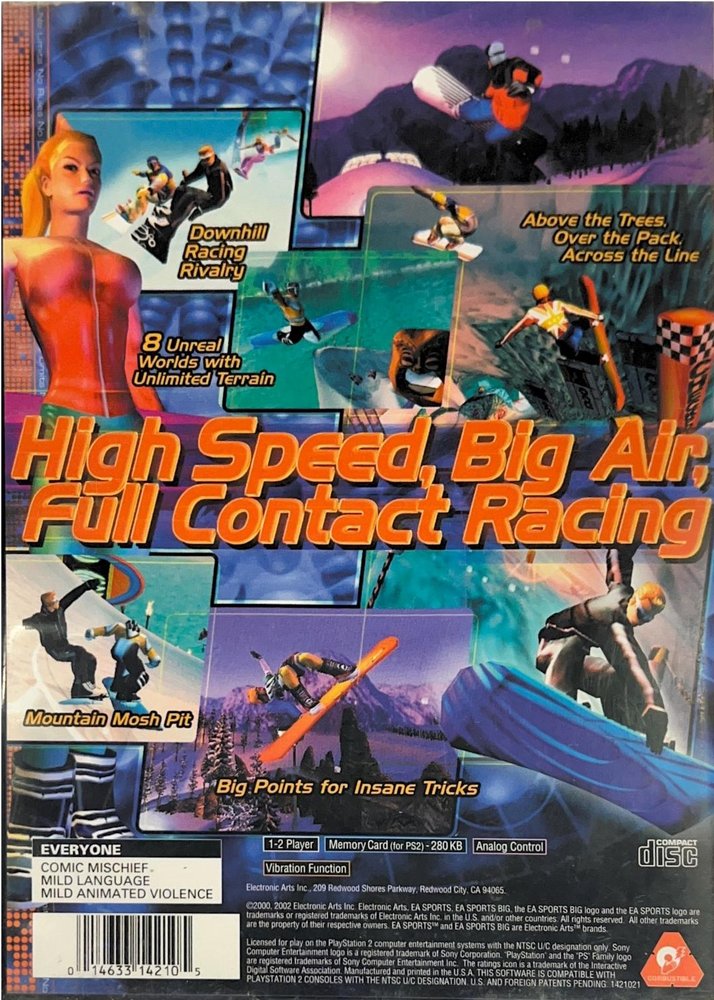 Downhill
Racing
Rivalry
Above the Trees,
Over the Pack,
Across the Line
8 Unreal
Worlds with
Unlimited Terrain
High Speed, Big Air,
Full Contact Racing
Mountain Mosh Pit
Big Points for Insane Tricks
EVERYONE
COMIC MISCHIEF
MILD LANGUAGE
MILD ANIMATED VIOLENCE
1-2 Player
Memory Card (for PS2) - 280 KB
Analog Control
Vibration Function
COMPACT
disc
Electronic Arts Inc., 209 Redwood Shores Parkway, Redwood City, CA 94065.
©2000, 2002 Electronic Arts Inc. Electronic Arts, EA SPORTS, EA SPORTS BIG, the EA SPORTS BIG logo and the EA SPORTS logo are
trademarks or registered trademarks of Electronic Arts Inc. in the U.S. and/or other countries. All rights reserved. All other trademarks
are the property of their respective owners. EA SPORTS™ and EA SPORTS BIG are Electronic Arts™ brands.
Licensed for play on the PlayStation 2 computer entertainment systems with the NTSC U/C designation only. Sony
Computer Entertainment logo is a registered trademark of Sony Corporation. "PlayStation" and the "PS" Family logo
are registered trademarks of Sony Computer Entertainment Inc. The ratings icon is a trademark of the Interactive
Digital Software Association. Manufactured and printed in the U.S.A. THIS SOFTWARE IS COMPATIBLE WITH
PLAYSTATION 2 CONSOLES WITH THE NTSC U/C DESIGNATION. U.S. AND FOREIGN PATENTS PENDING. 1421021
0 14633 14210 5
COMBUSTIBLE